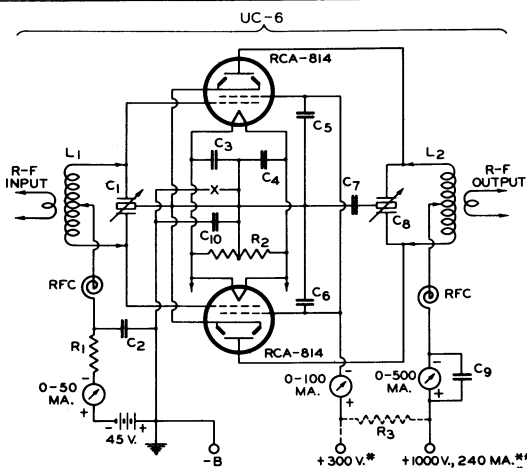 UC-6
RCA-814
L1
R-F
INPUT
C1
C3
C4
C5
C7
L2
R-F
OUTPUT
C8
X
C10
R2
RFC
C2
C6
RFC
R1
RCA-814
0-50
MA.
0-100
MA.
0-500
MA.
C9
R3
45 V.
-B
+300 V.#
+1000 V., 240 MA.**